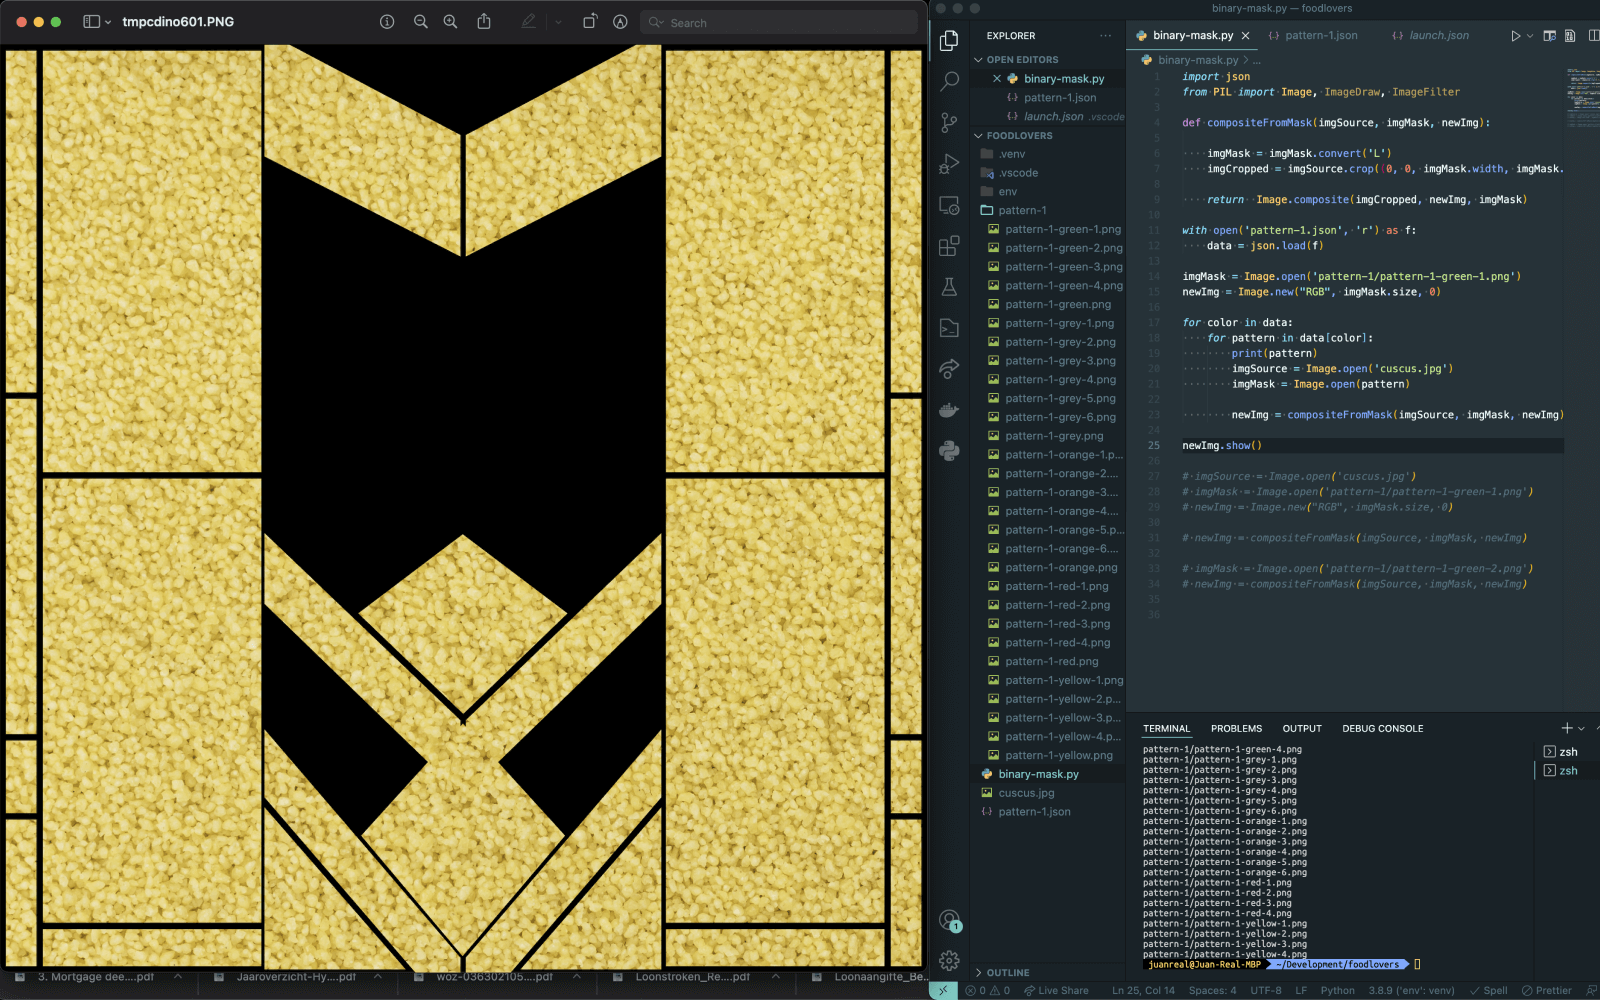 tmpcdino601.PNG
Search
binary-mask.py — foodlovers
EXPLORER
OPEN EDITORS
binary-mask.py
pattern-1.json
launch.json .vscode
FOODLOVERS
.venv
.vscode
env
pattern-1
pattern-1-green-1.png
pattern-1-green-2.png
pattern-1-green-3.png
pattern-1-green-4.png
pattern-1-green.png
pattern-1-grey-1.png
pattern-1-grey-2.png
pattern-1-grey-3.png
pattern-1-grey-4.png
pattern-1-grey-5.png
pattern-1-grey-6.png
pattern-1-grey.png
pattern-1-orange-1.p...
pattern-1-orange-2....
pattern-1-orange-3....
pattern-1-orange-4....
pattern-1-orange-5.p...
pattern-1-orange-6....
pattern-1-orange.png
pattern-1-red-1.png
pattern-1-red-2.png
pattern-1-red-3.png
pattern-1-red-4.png
pattern-1-red.png
pattern-1-yellow-1.png
pattern-1-yellow-2.p...
pattern-1-yellow-3.p...
pattern-1-yellow-4.p...
pattern-1-yellow.png
binary-mask.py
cuscus.jpg
pattern-1.json
OUTLINE
binary-mask.py
pattern-1.json
launch.json
binary-mask.py > ...
1 import json
2 from PIL import Image, ImageDraw, ImageFilter
3
4 def compositeFromMask(imgSource, imgMask, newImg):
5
6 imgMask = imgMask.convert('L')
7 imgCropped = imgSource.crop((0, 0, imgMask.width, imgMask.
8
9 return Image.composite(imgCropped, newImg, imgMask)
10
11 with open('pattern-1.json', 'r') as f:
12 data = json.load(f)
13
14 imgMask = Image.open('pattern-1/pattern-1-green-1.png')
15 newImg = Image.new("RGB", imgMask.size, 0)
16
17 for color in data:
18 for pattern in data[color]:
19 print(pattern)
20 imgSource = Image.open('cuscus.jpg')
21 imgMask = Image.open(pattern)
22
23 newImg = compositeFromMask(imgSource, imgMask, newImg)
24
25 newImg.show()
26
27 # imgSource = Image.open('cuscus.jpg')
28 # imgMask = Image.open('pattern-1/pattern-1-green-1.png')
29 # newImg = Image.new("RGB", imgMask.size, 0)
30
31 # newImg = compositeFromMask(imgSource, imgMask, newImg)
32
33 # imgMask = Image.open('pattern-1/pattern-1-green-2.png')
34 # newImg = compositeFromMask(imgSource, imgMask, newImg)
35
36
TERMINAL PROBLEMS OUTPUT DEBUG CONSOLE
pattern-1/pattern-1-green-4.png
pattern-1/pattern-1-grey-1.png
pattern-1/pattern-1-grey-2.png
pattern-1/pattern-1-grey-3.png
pattern-1/pattern-1-grey-4.png
pattern-1/pattern-1-grey-5.png
pattern-1/pattern-1-grey-6.png
pattern-1/pattern-1-orange-1.png
pattern-1/pattern-1-orange-2.png
pattern-1/pattern-1-orange-3.png
pattern-1/pattern-1-orange-4.png
pattern-1/pattern-1-orange-5.png
pattern-1/pattern-1-orange-6.png
pattern-1/pattern-1-red-1.png
pattern-1/pattern-1-red-2.png
pattern-1/pattern-1-red-3.png
pattern-1/pattern-1-red-4.png
pattern-1/pattern-1-yellow-1.png
pattern-1/pattern-1-yellow-2.png
pattern-1/pattern-1-yellow-3.png
pattern-1/pattern-1-yellow-4.png
juanreal@Juan-Real-MBP ~/Development/foodlovers
zsh
zsh
1
3. Mortgage dee....pdf
Jaaroverzicht-Hy....pdf
woz-036302105....pdf
Loonstroken_Re....pdf
Loonaangifte_Be..
0 0 Live Share Ln 25, Col 14 Spaces: 4 UTF-8 LF Python 3.8.9 ('env': venv) Spell Prettier